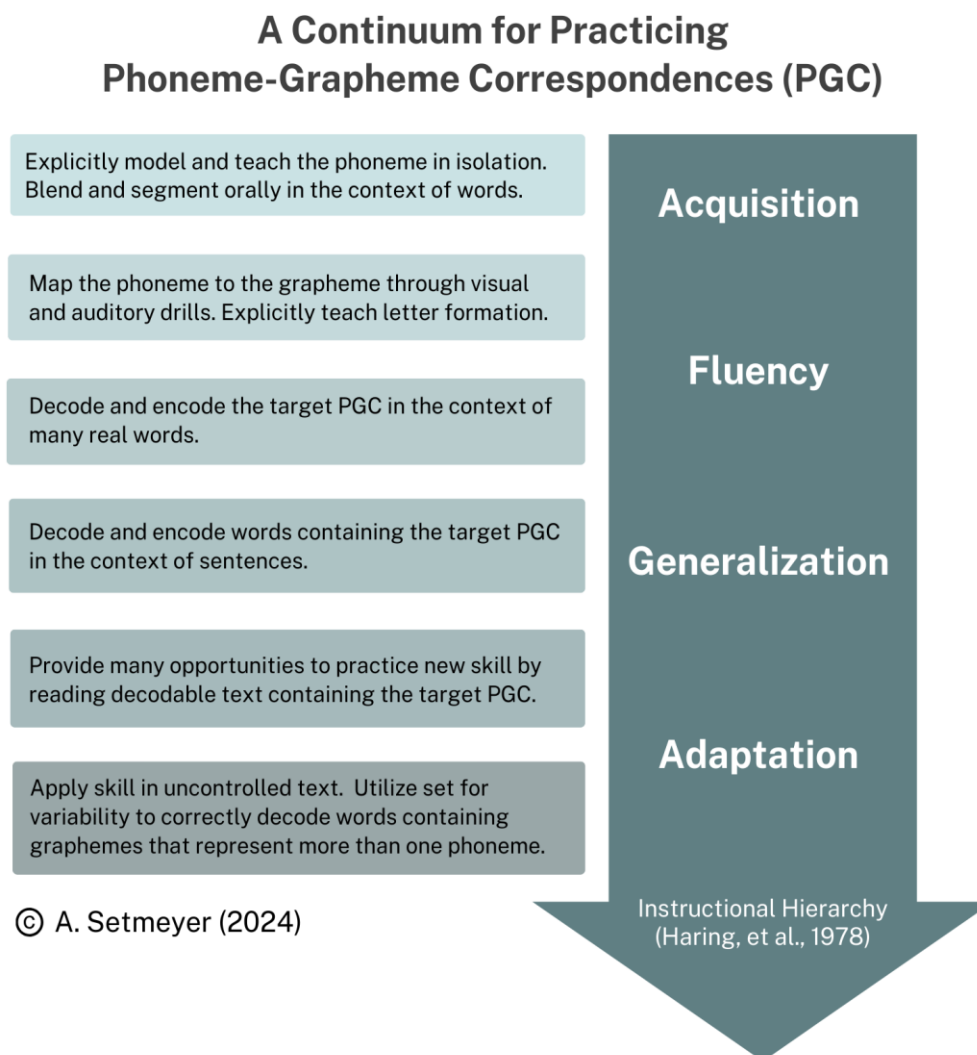 A Continuum for Practicing
Phoneme-Grapheme Correspondences (PGC)
Explicitly model and teach the phoneme in isolation.
Blend and segment orally in the context of words.
Acquisition
Map the phoneme to the grapheme through visual
and auditory drills. Explicitly teach letter formation.
Fluency
Decode and encode the target PGC in the context of
many real words.
Decode and encode words containing the target PGC
in the context of sentences.
Generalization
Provide many opportunities to practice new skill by
reading decodable text containing the target PGC.
Adaptation
Apply skill in uncontrolled text.  Utilize set for
variability to correctly decode words containing
graphemes that represent more than one phoneme.
© A. Setmeyer (2024)
Instructional Hierarchy
(Haring, et al., 1978)